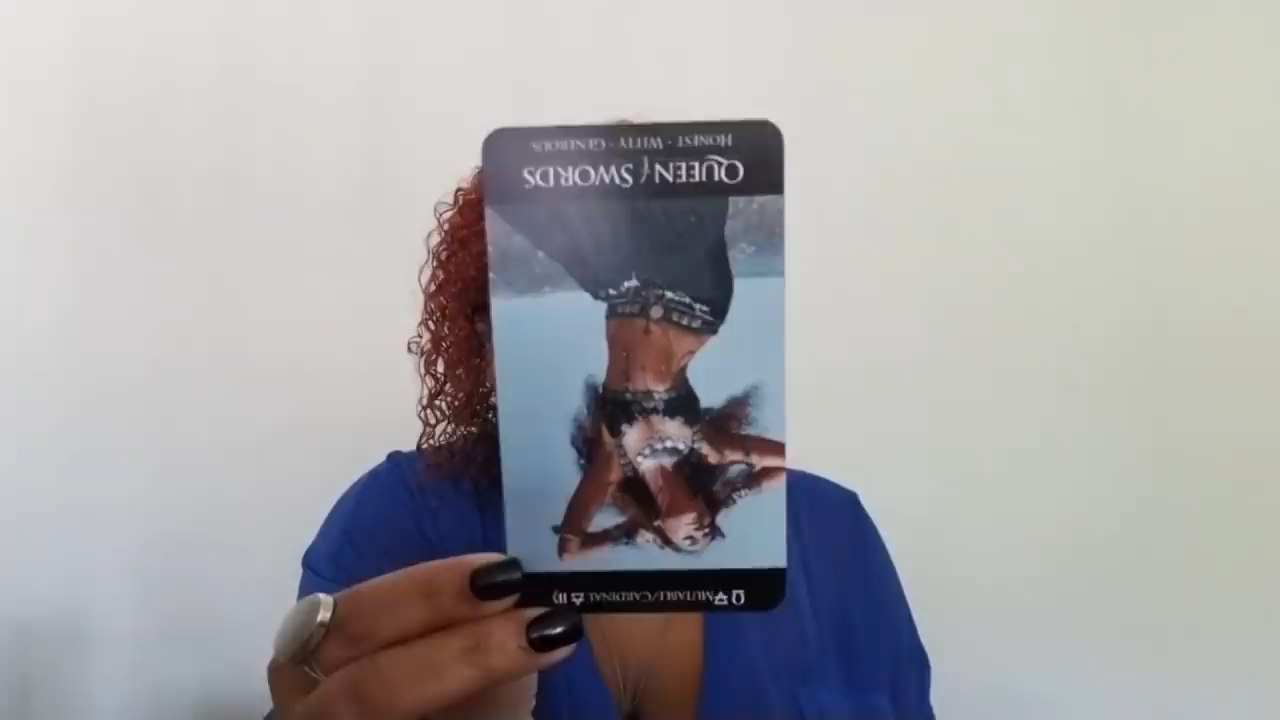 QUEEN of SWORDS
HONEST · WITTY · GENEROUS
MUTABLE/CARDINAL